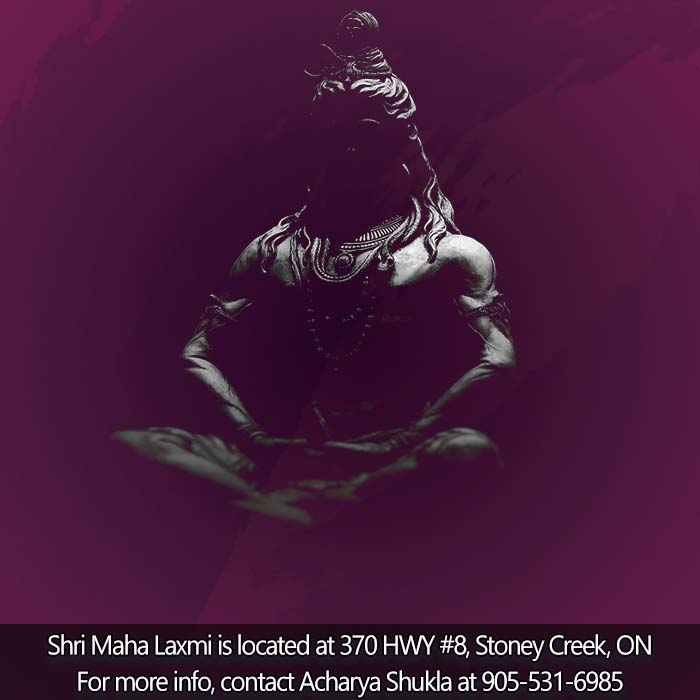 Shri Maha Laxmi is located at 370 HWY #8, Stoney Creek, ON
For more info, contact Acharya Shukla at 905-531-6985